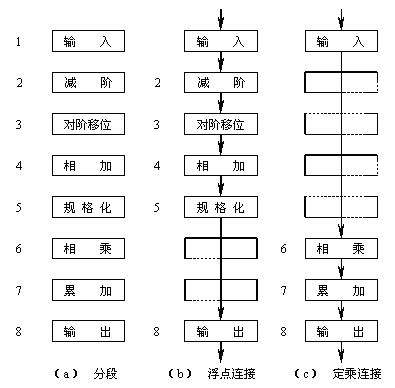 1 输 入 输 入 输 入
2 减 阶 2 减 阶
3 对阶移位 3 对阶移位
4 相 加 4 相 加
5 规 格 化 5 规 格 化
6 相 乘 6 相 乘
7 累 加 7 累 加
8 输 出 8 输 出 8 输 出
（a） 分段 （b） 浮点连接 （c） 定乘连接